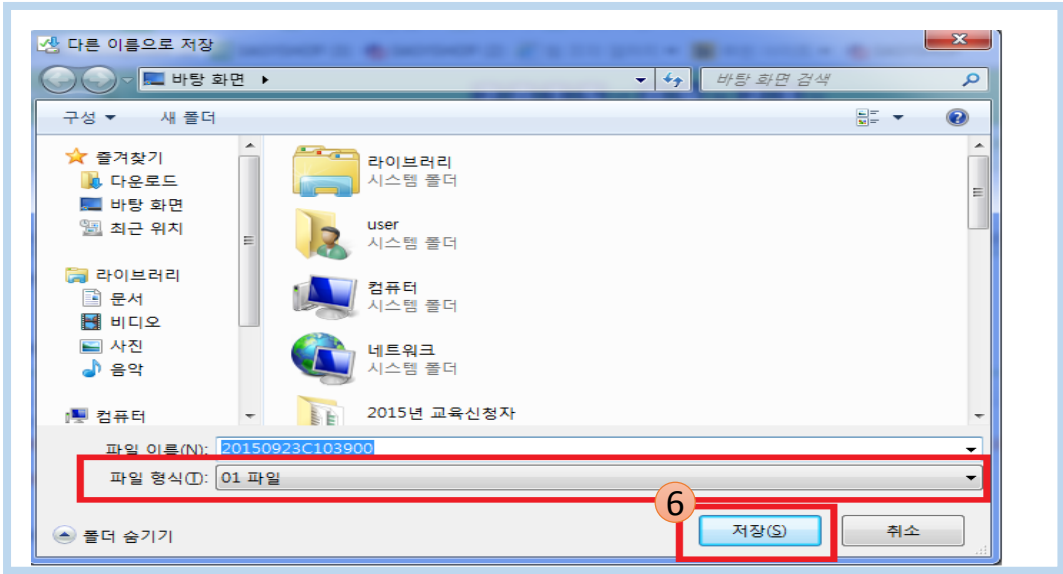 다른 이름으로 저장
바탕 화면
바탕 화면 검색
구성
새 폴더
즐겨찾기
다운로드
바탕 화면
최근 위치
라이브러리
문서
비디오
사진
음악
컴퓨터
라이브러리
시스템 폴더
user
시스템 폴더
컴퓨터
시스템 폴더
네트워크
시스템 폴더
2015년 교육신청자
파일 이름(N): 20150923C103900
파일 형식(T): 01 파일
6
폴더 숨기기
저장(S)
취소